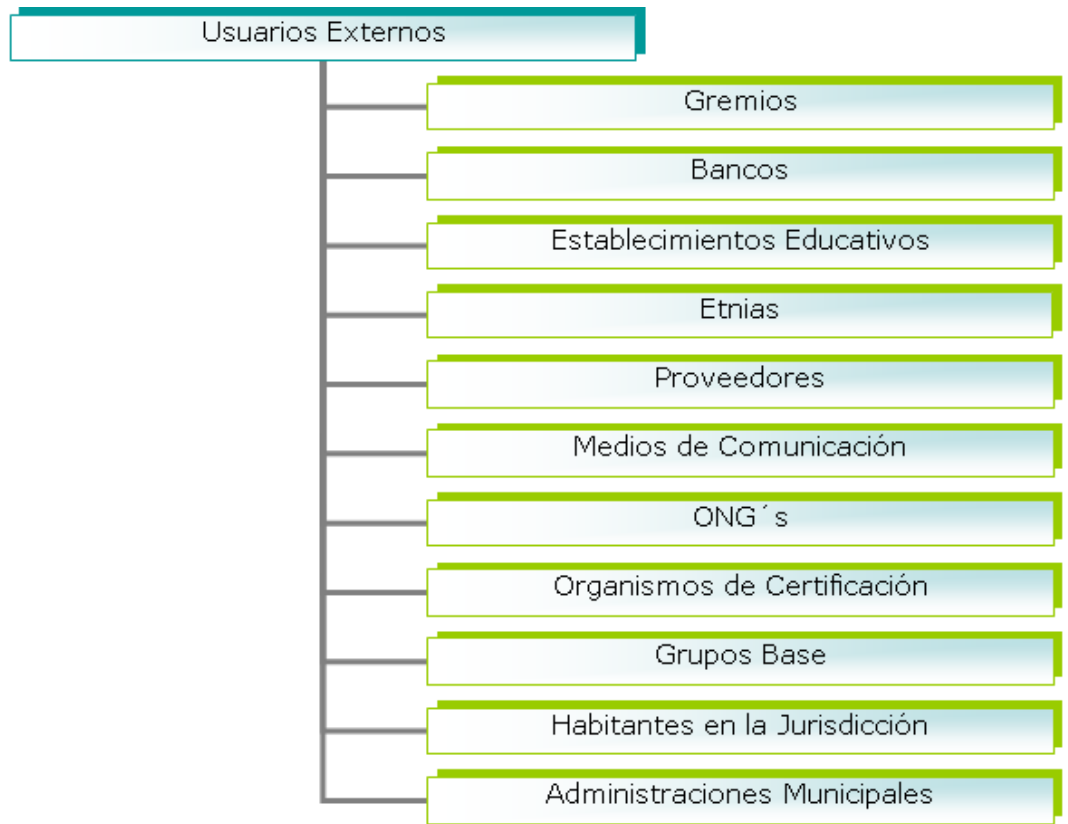 Usuarios Externos
Gremios
Bancos
Establecimientos Educativos
Etnias
Proveedores
Medios de Comunicación
ONG´s
Organismos de Certificación
Grupos Base
Habitantes en la Jurisdicción
Administraciones Municipales